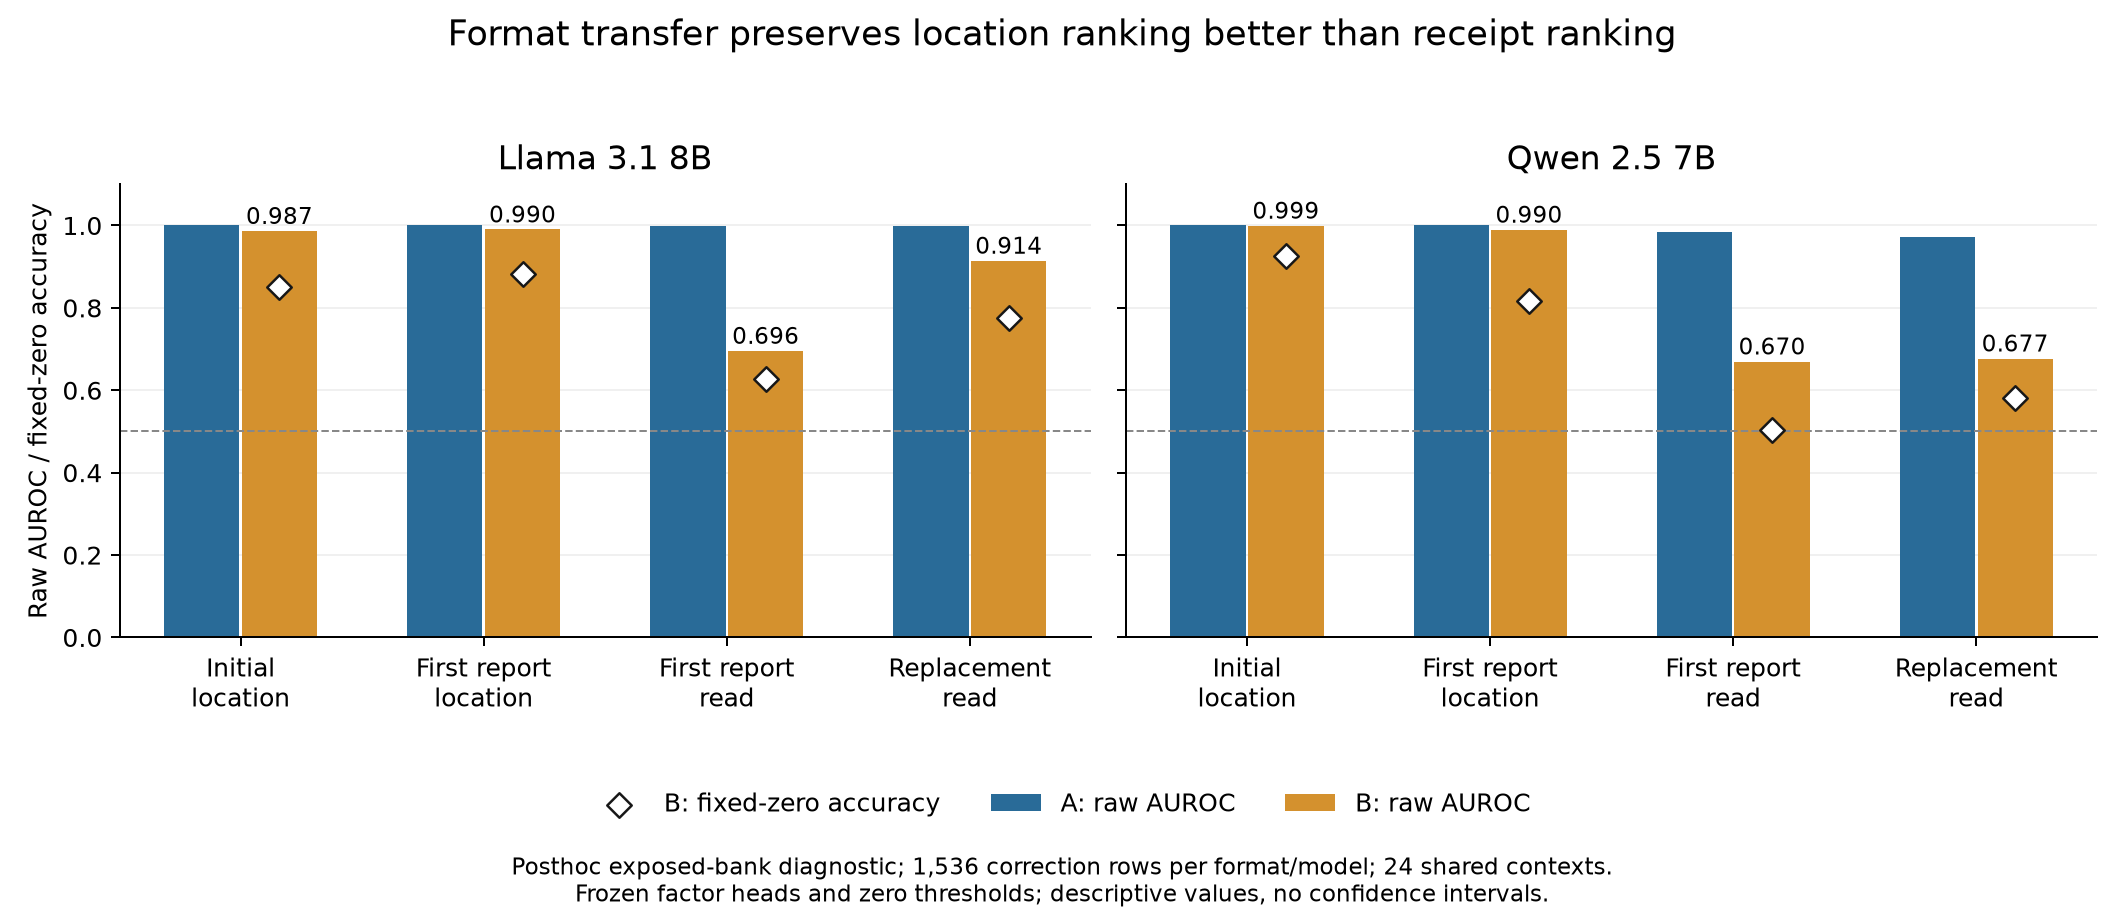 Format transfer preserves location ranking better than receipt ranking
Llama 3.1 8B
Qwen 2.5 7B
Raw AUROC / fixed-zero accuracy
1.0
0.8
0.6
0.4
0.2
0.0
0.987
0.990
0.696
0.914
0.999
0.990
0.670
0.677
Initial
location
First report
location
First report
read
Replacement
read
Initial
location
First report
location
First report
read
Replacement
read
B: fixed-zero accuracy
A: raw AUROC
B: raw AUROC
Posthoc exposed-bank diagnostic; 1,536 correction rows per format/model; 24 shared contexts.
Frozen factor heads and zero thresholds; descriptive values, no confidence intervals.